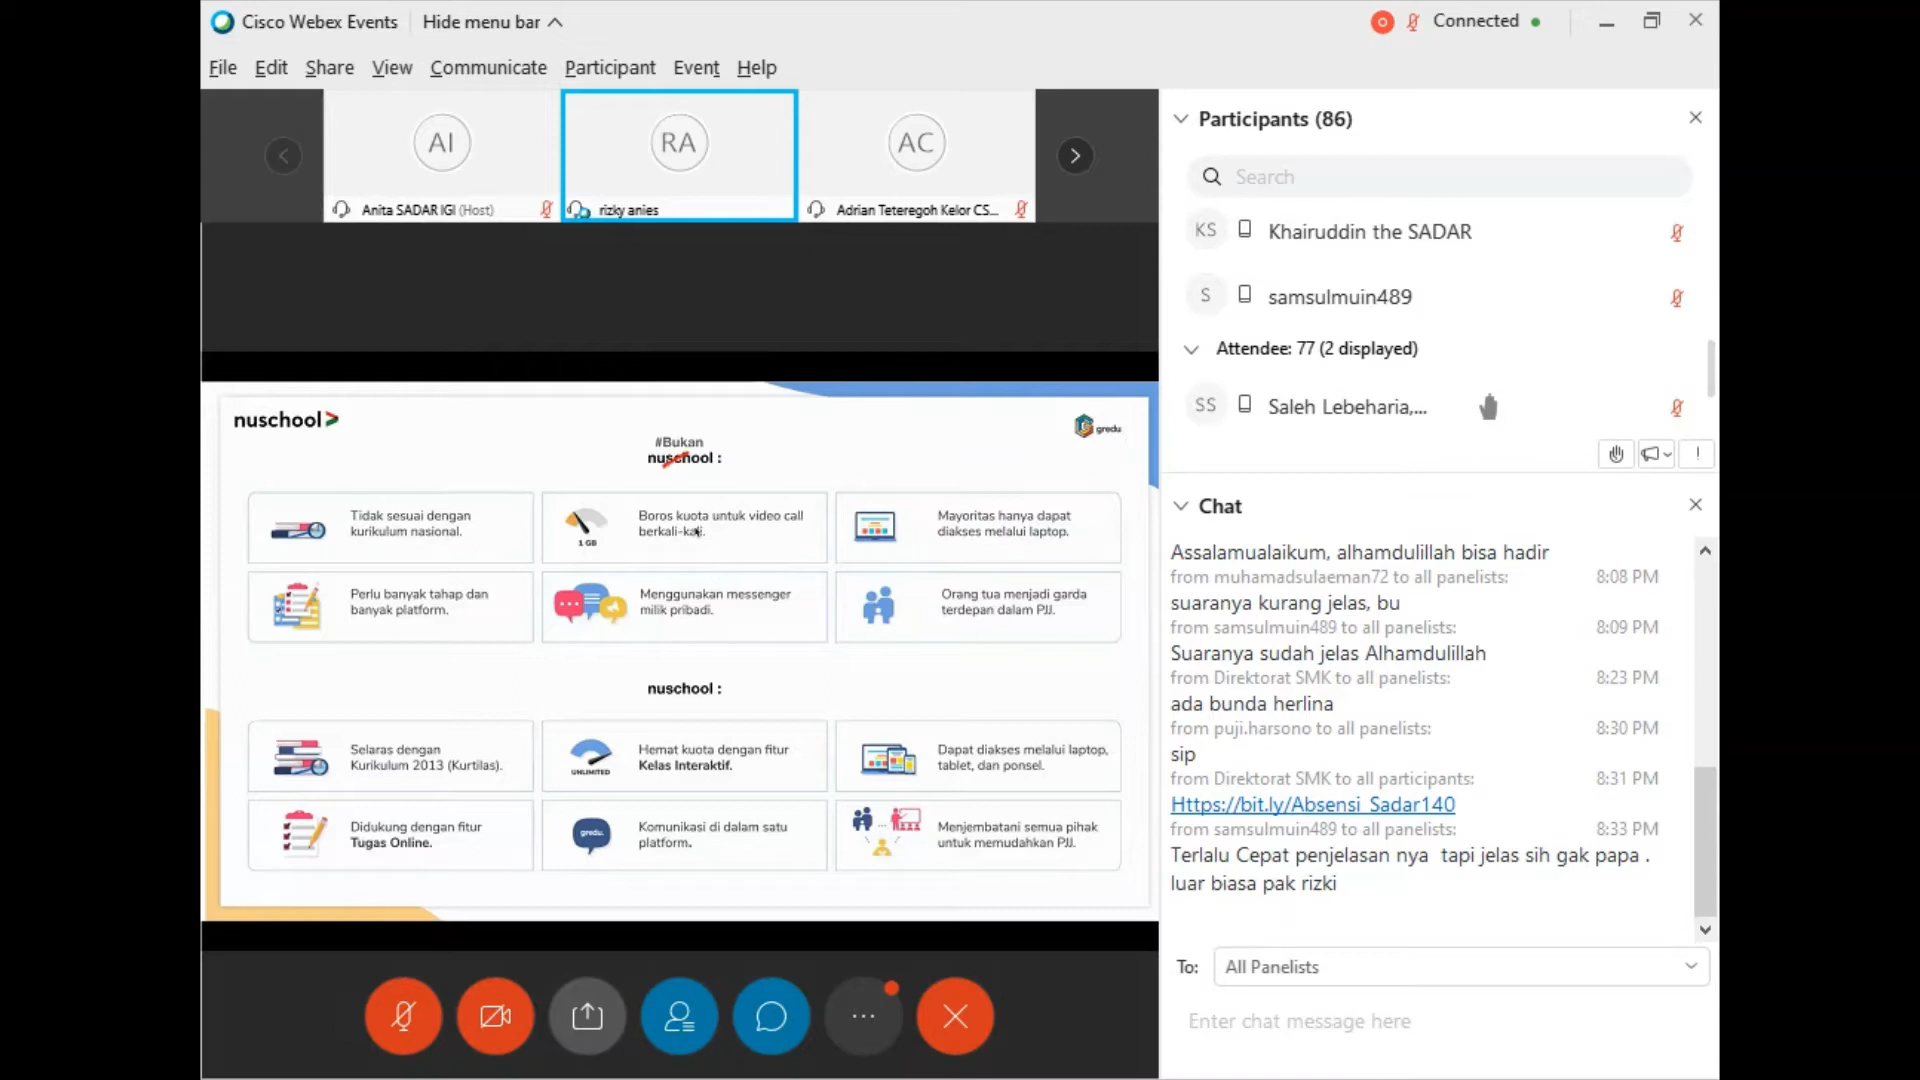 Cisco Webex Events
Hide menu bar
Connected
File Edit Share View Communicate Participant Event Help
AI
RA
AC
Anita SADAR IGI (Host)
rizky anies
Adrian Teteregoh Kelor CS...
Participants (86)
Search
KS
Khairuddin the SADAR
S
samsulmuin489
Attendee: 77 (2 displayed)
SS
Saleh Lebeharia,...
nuschool>
gredu
#Bukan
nuschool :
Tidak sesuai dengan
kurikulum nasional.
1 GB
Boros kuota untuk video call
berkali-kali.
Mayoritas hanya dapat
diakses melalui laptop.
Perlu banyak tahap dan
banyak platform.
Menggunakan messenger
milik pribadi.
Orang tua menjadi garda
terdepan dalam PJJ.
nuschool :
Selaras dengan
Kurikulum 2013 (Kurtilas).
UNLIMITED
Hemat kuota dengan fitur
Kelas Interaktif.
Dapat diakses melalui laptop,
tablet, dan ponsel.
Didukung dengan fitur
Tugas Online.
gredu.
Komunikasi di dalam satu
platform.
Menjembatani semua pihak
untuk memudahkan PJJ.
Chat
Assalamualaikum, alhamdulillah bisa hadir
from muhamadsulaeman72 to all panelists: 8:08 PM
suaranya kurang jelas, bu
from samsulmuin489 to all panelists: 8:09 PM
Suaranya sudah jelas Alhamdulillah
from Direktorat SMK to all panelists: 8:23 PM
ada bunda herlina
from puji.harsono to all panelists: 8:30 PM
sip
from Direktorat SMK to all participants: 8:31 PM
Https://bit.ly/Absensi_Sadar140
from samsulmuin489 to all panelists: 8:33 PM
Terlalu Cepat penjelasan nya tapi jelas sih gak papa .
luar biasa pak rizki
To: All Panelists
Enter chat message here